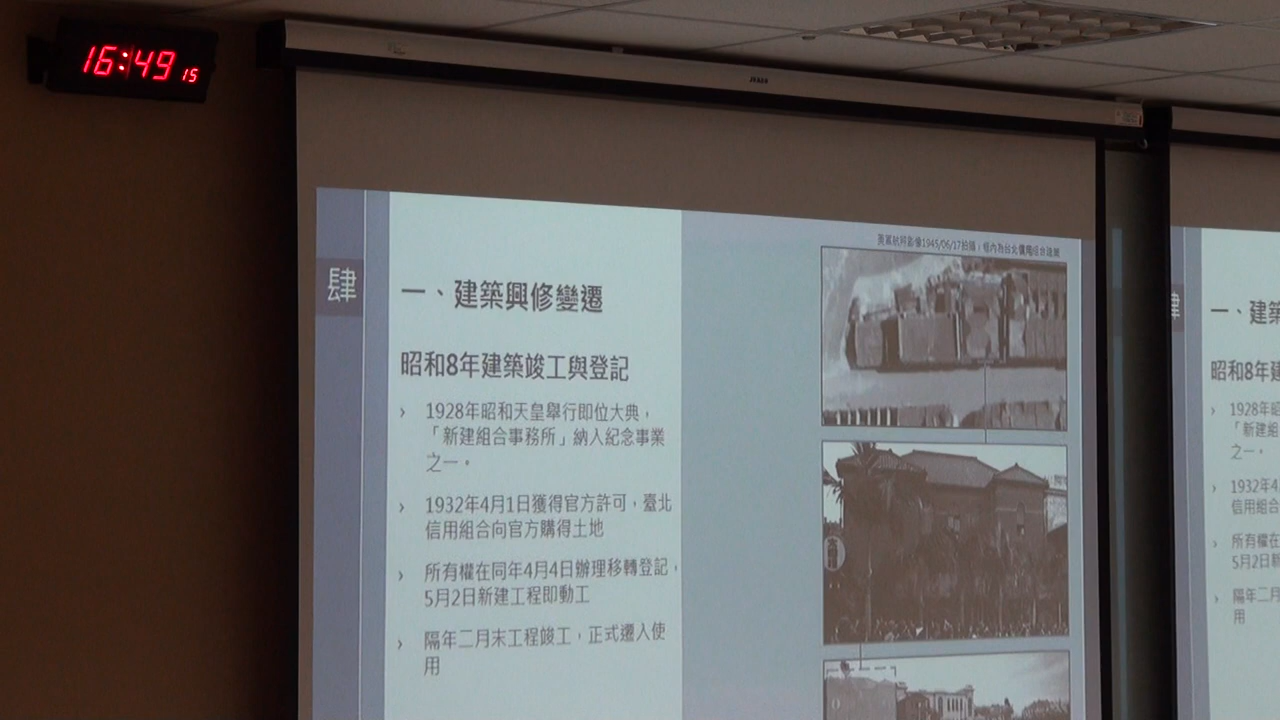 16:49 15
肆
一、建築興修變遷
昭和8年建築竣工與登記
› 1928年昭和天皇舉行即位大典，
「新建組合事務所」納入紀念事業
之一。
› 1932年4月1日獲得官方許可，臺北
信用組合向官方購得土地
› 所有權在同年4月4日辦理移轉登記，
5月2日新建工程即動工
› 隔年二月末工程竣工，正式遷入使
用
一、建築
昭和8年建
› 1928年昭
「新建組
之一。
› 1932年4
信用組合
› 所有權在
5月2日新
› 隔年二月
用